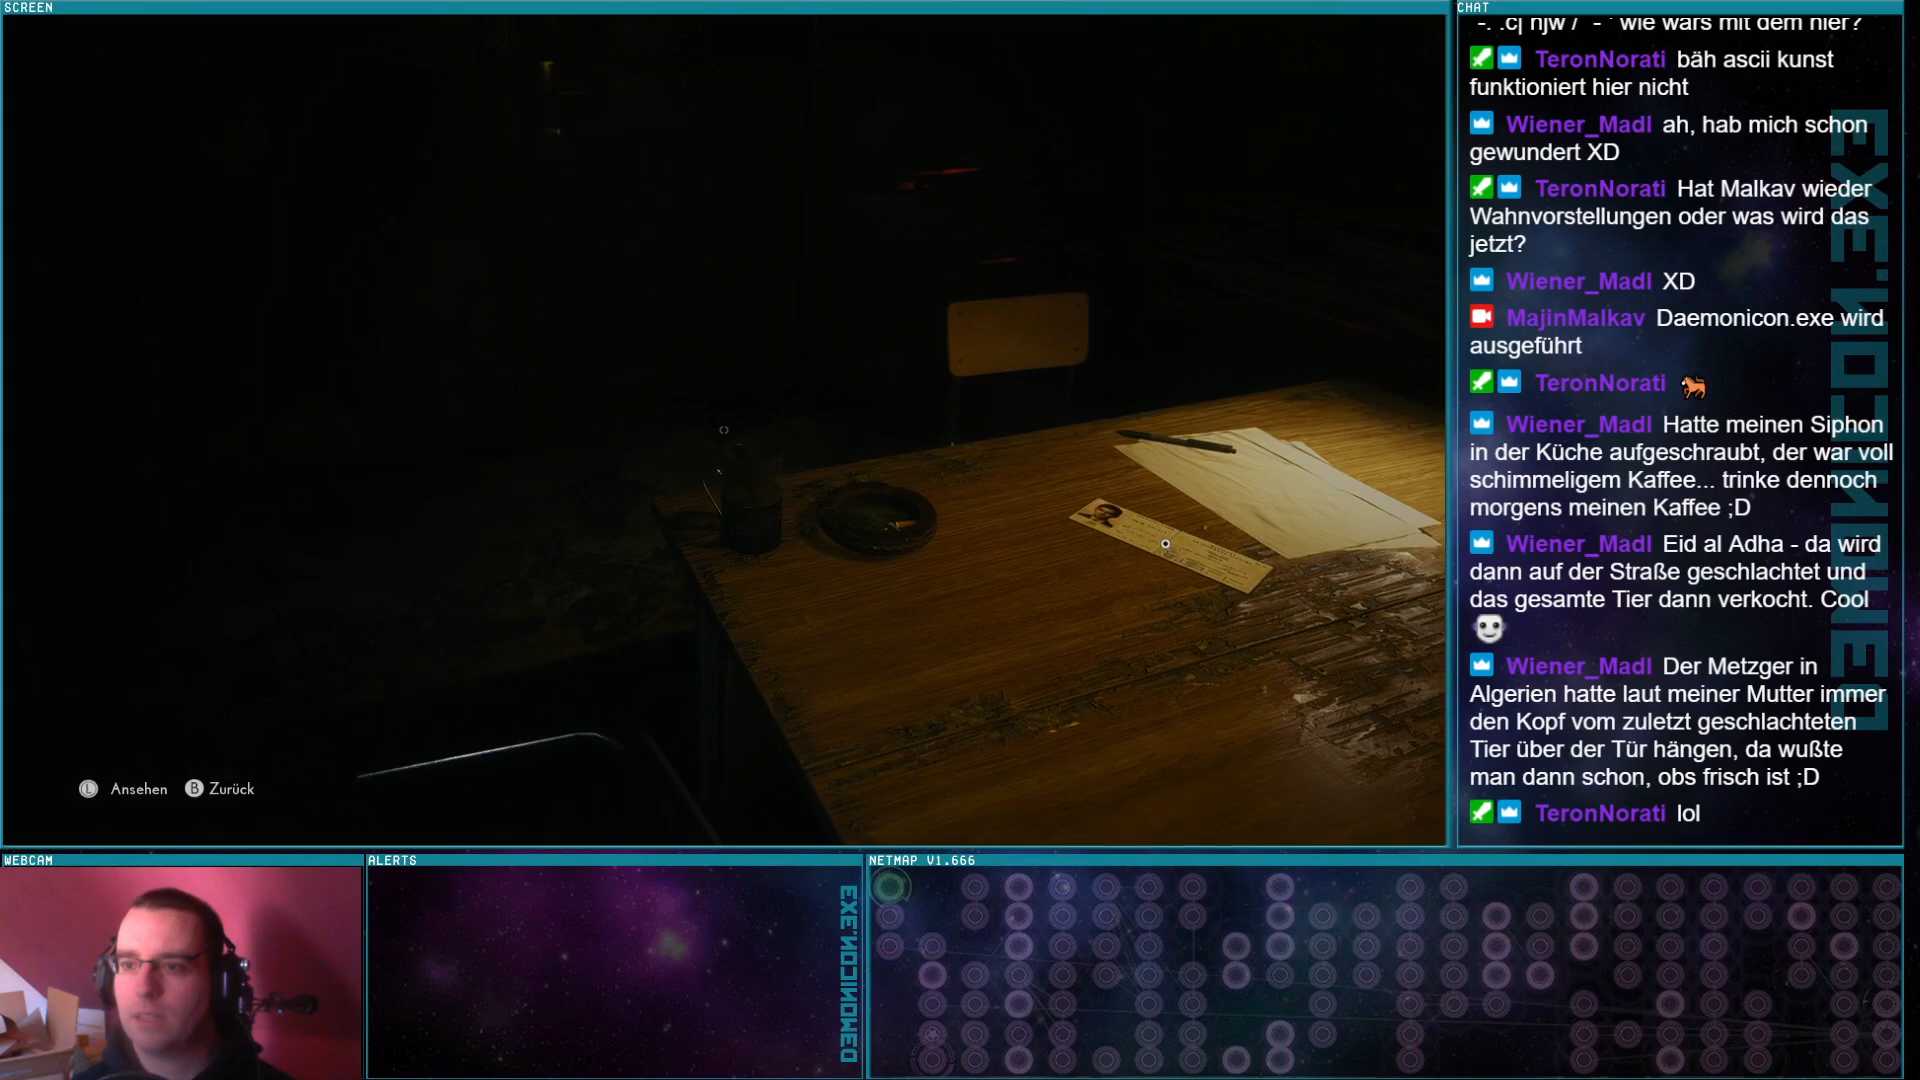 SCREEN
CHAT
wie wars mit dem hier?
TeronNorati bäh ascii kunst
funktioniert hier nicht
Wiener_Madl ah, hab mich schon
gewundert XD
TeronNorati Hat Malkav wieder
Wahnvorstellungen oder was wird das
jetzt?
Wiener_Madl XD
MajinMalkav Daemonicon.exe wird
ausgeführt
TeronNorati
Wiener_Madl Hatte meinen Siphon
in der Küche aufgeschraubt, der war voll
schimmeligem Kaffee... trinke dennoch
morgens meinen Kaffee ;D
Wiener_Madl Eid al Adha - da wird
dann auf der Straße geschlachtet und
das gesamte Tier dann verkocht. Cool
Wiener_Madl Der Metzger in
Algerien hatte laut meiner Mutter immer
den Kopf vom zuletzt geschlachteten
Tier über der Tür hängen, da wußte
man dann schon, obs frisch ist ;D
TeronNorati lol
L Ansehen B Zurück
WEBCAM
ALERTS
NETMAP V1.666